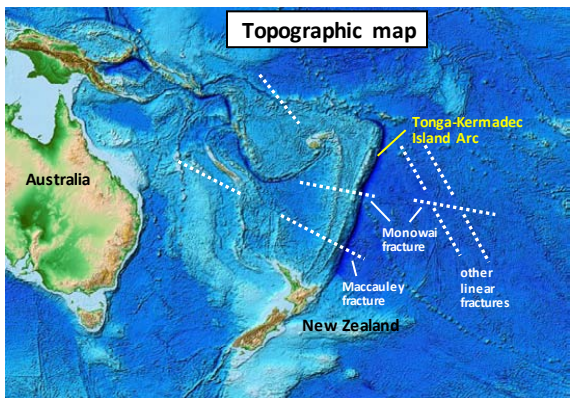 Topographic map
Tonga-Kermadec
Island Arc
Australia
Monowai
fracture
Maccauley
fracture
other
linear
fractures
New Zealand